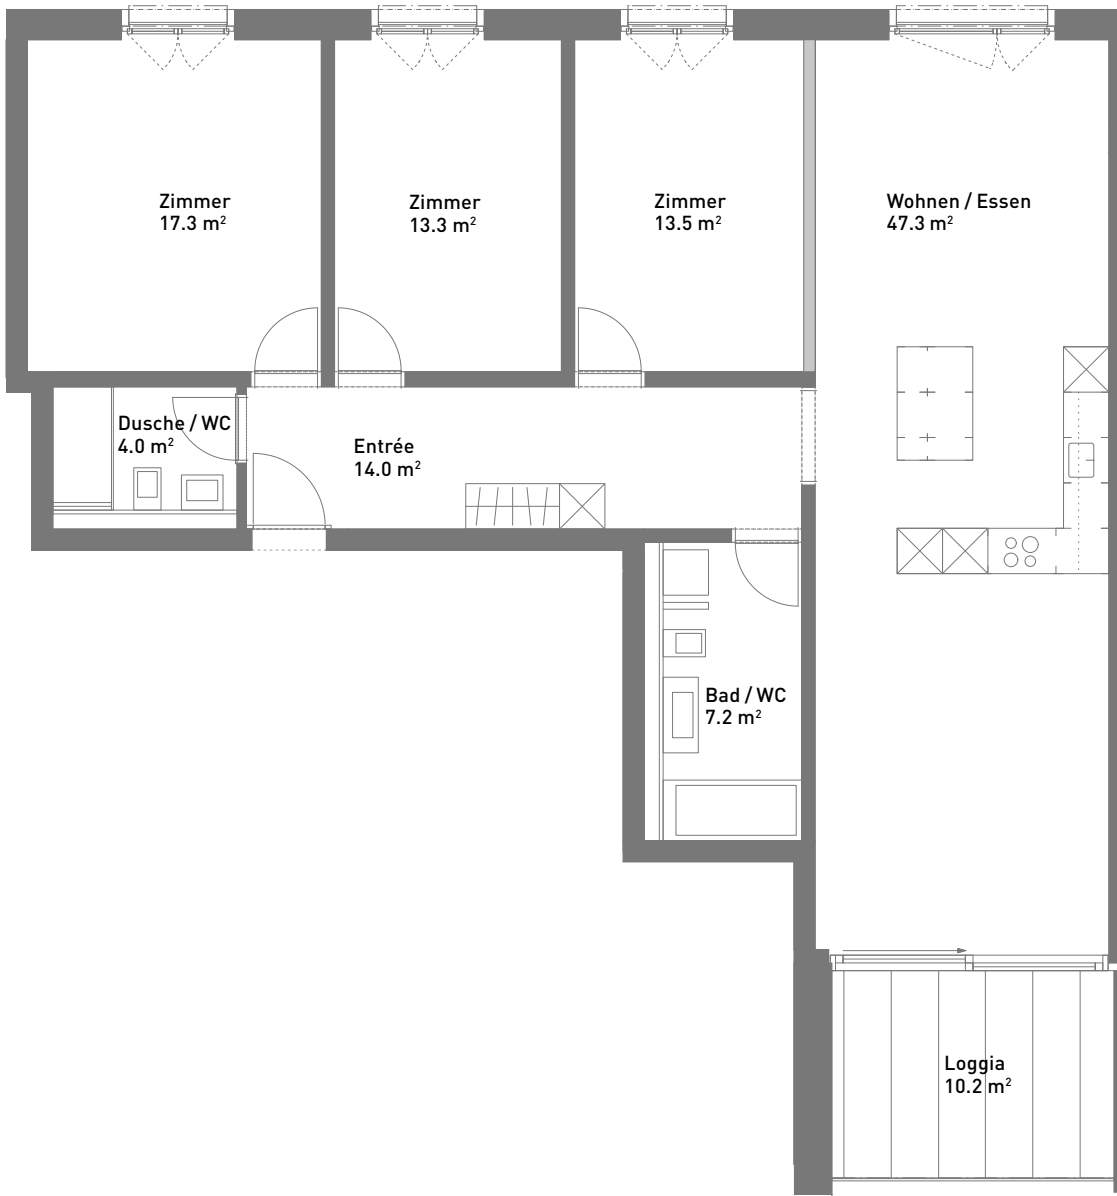 Zimmer
17.3 m²
Zimmer
13.3 m²
Zimmer
13.5 m²
Wohnen / Essen
47.3 m²
Dusche / WC
4.0 m²
Entrée
14.0 m²
Bad / WC
7.2 m²
Loggia
10.2 m²